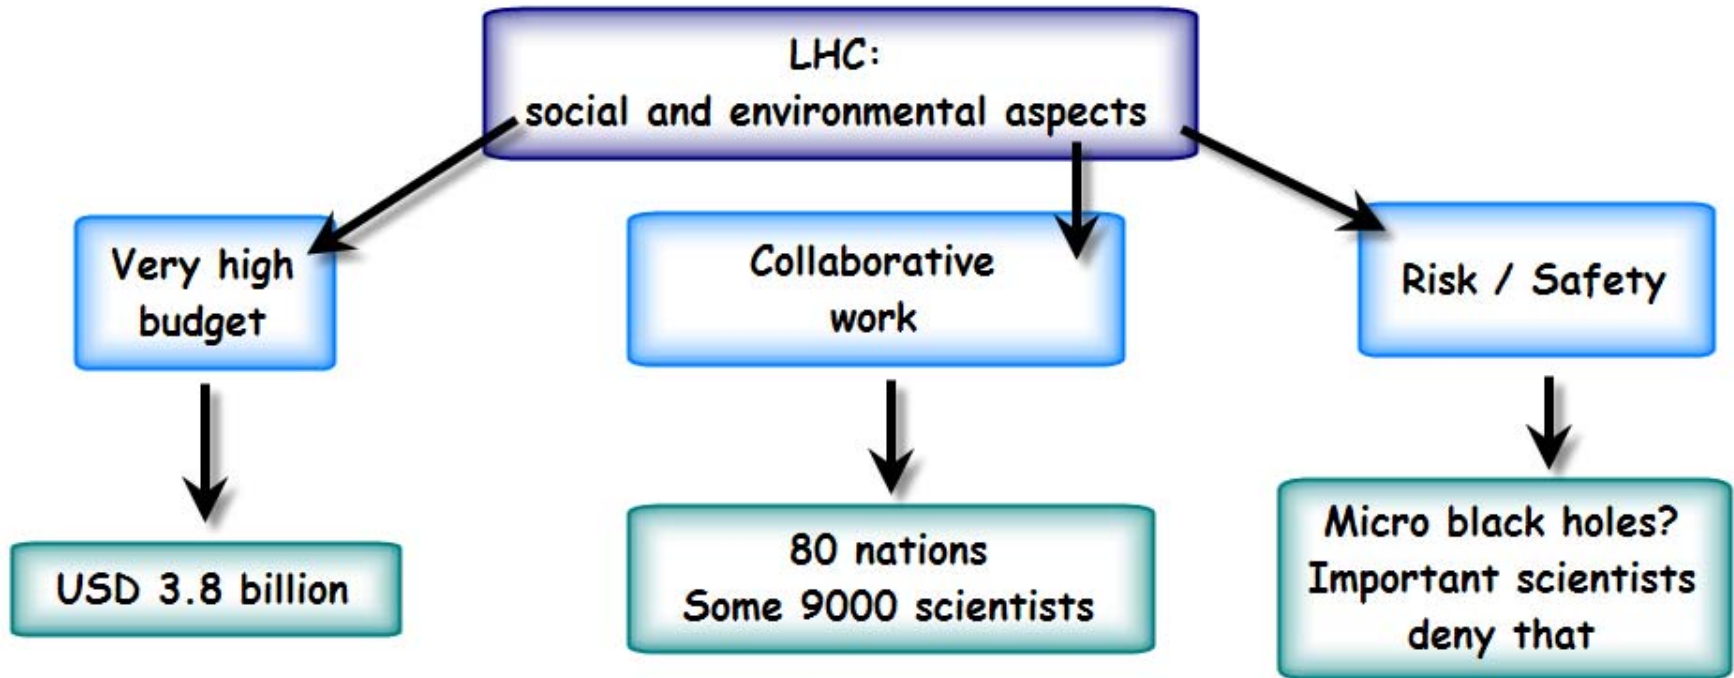 LHC:
social and environmental aspects
Very high
budget
Collaborative
work
Risk / Safety
USD 3.8 billion
80 nations
Some 9000 scientists
Micro black holes?
Important scientists
deny that